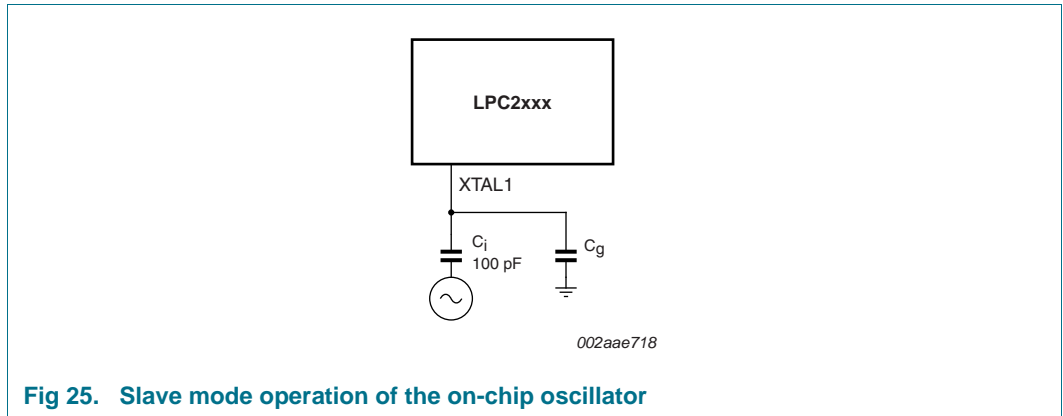 LPC2xxx
XTAL1
Ci
100 pF
Cg
002aae718
Fig 25. Slave mode operation of the on-chip oscillator